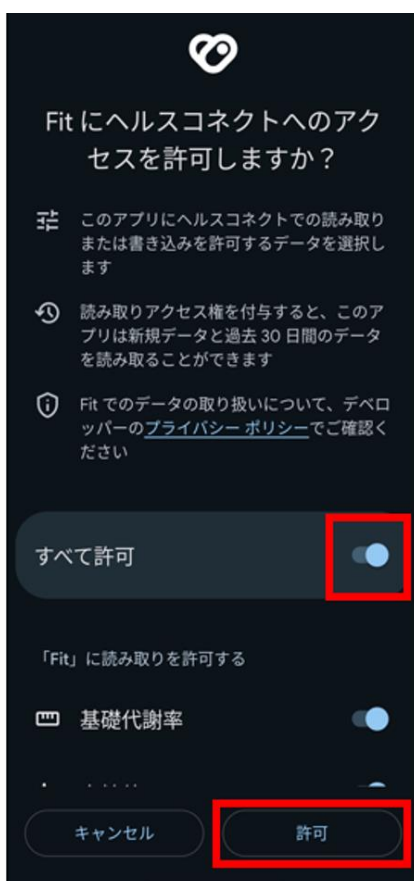 Fit にヘルスコネクトへのアク
セスを許可しますか？
このアプリにヘルスコネクトでの読み取り
または書き込みを許可するデータを選択し
ます
読み取りアクセス権を付与すると、このア
プリは新規データと過去 30 日間のデータ
を読み取ることができます
Fit でのデータの取り扱いについて、デベロ
ッパーのプライバシー ポリシーでご確認く
ださい
すべて許可
「Fit」に読み取りを許可する
基礎代謝率
キャンセル
許可